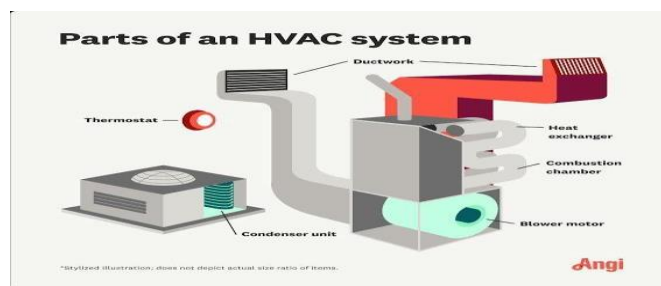 Parts of an HVAC system
Ductwork
Thermostat
Heat
exchanger
Combustion
chamber
Blower motor
Condenser unit
*Stylized illustration; does not depict actual size ratio of items.
Angi